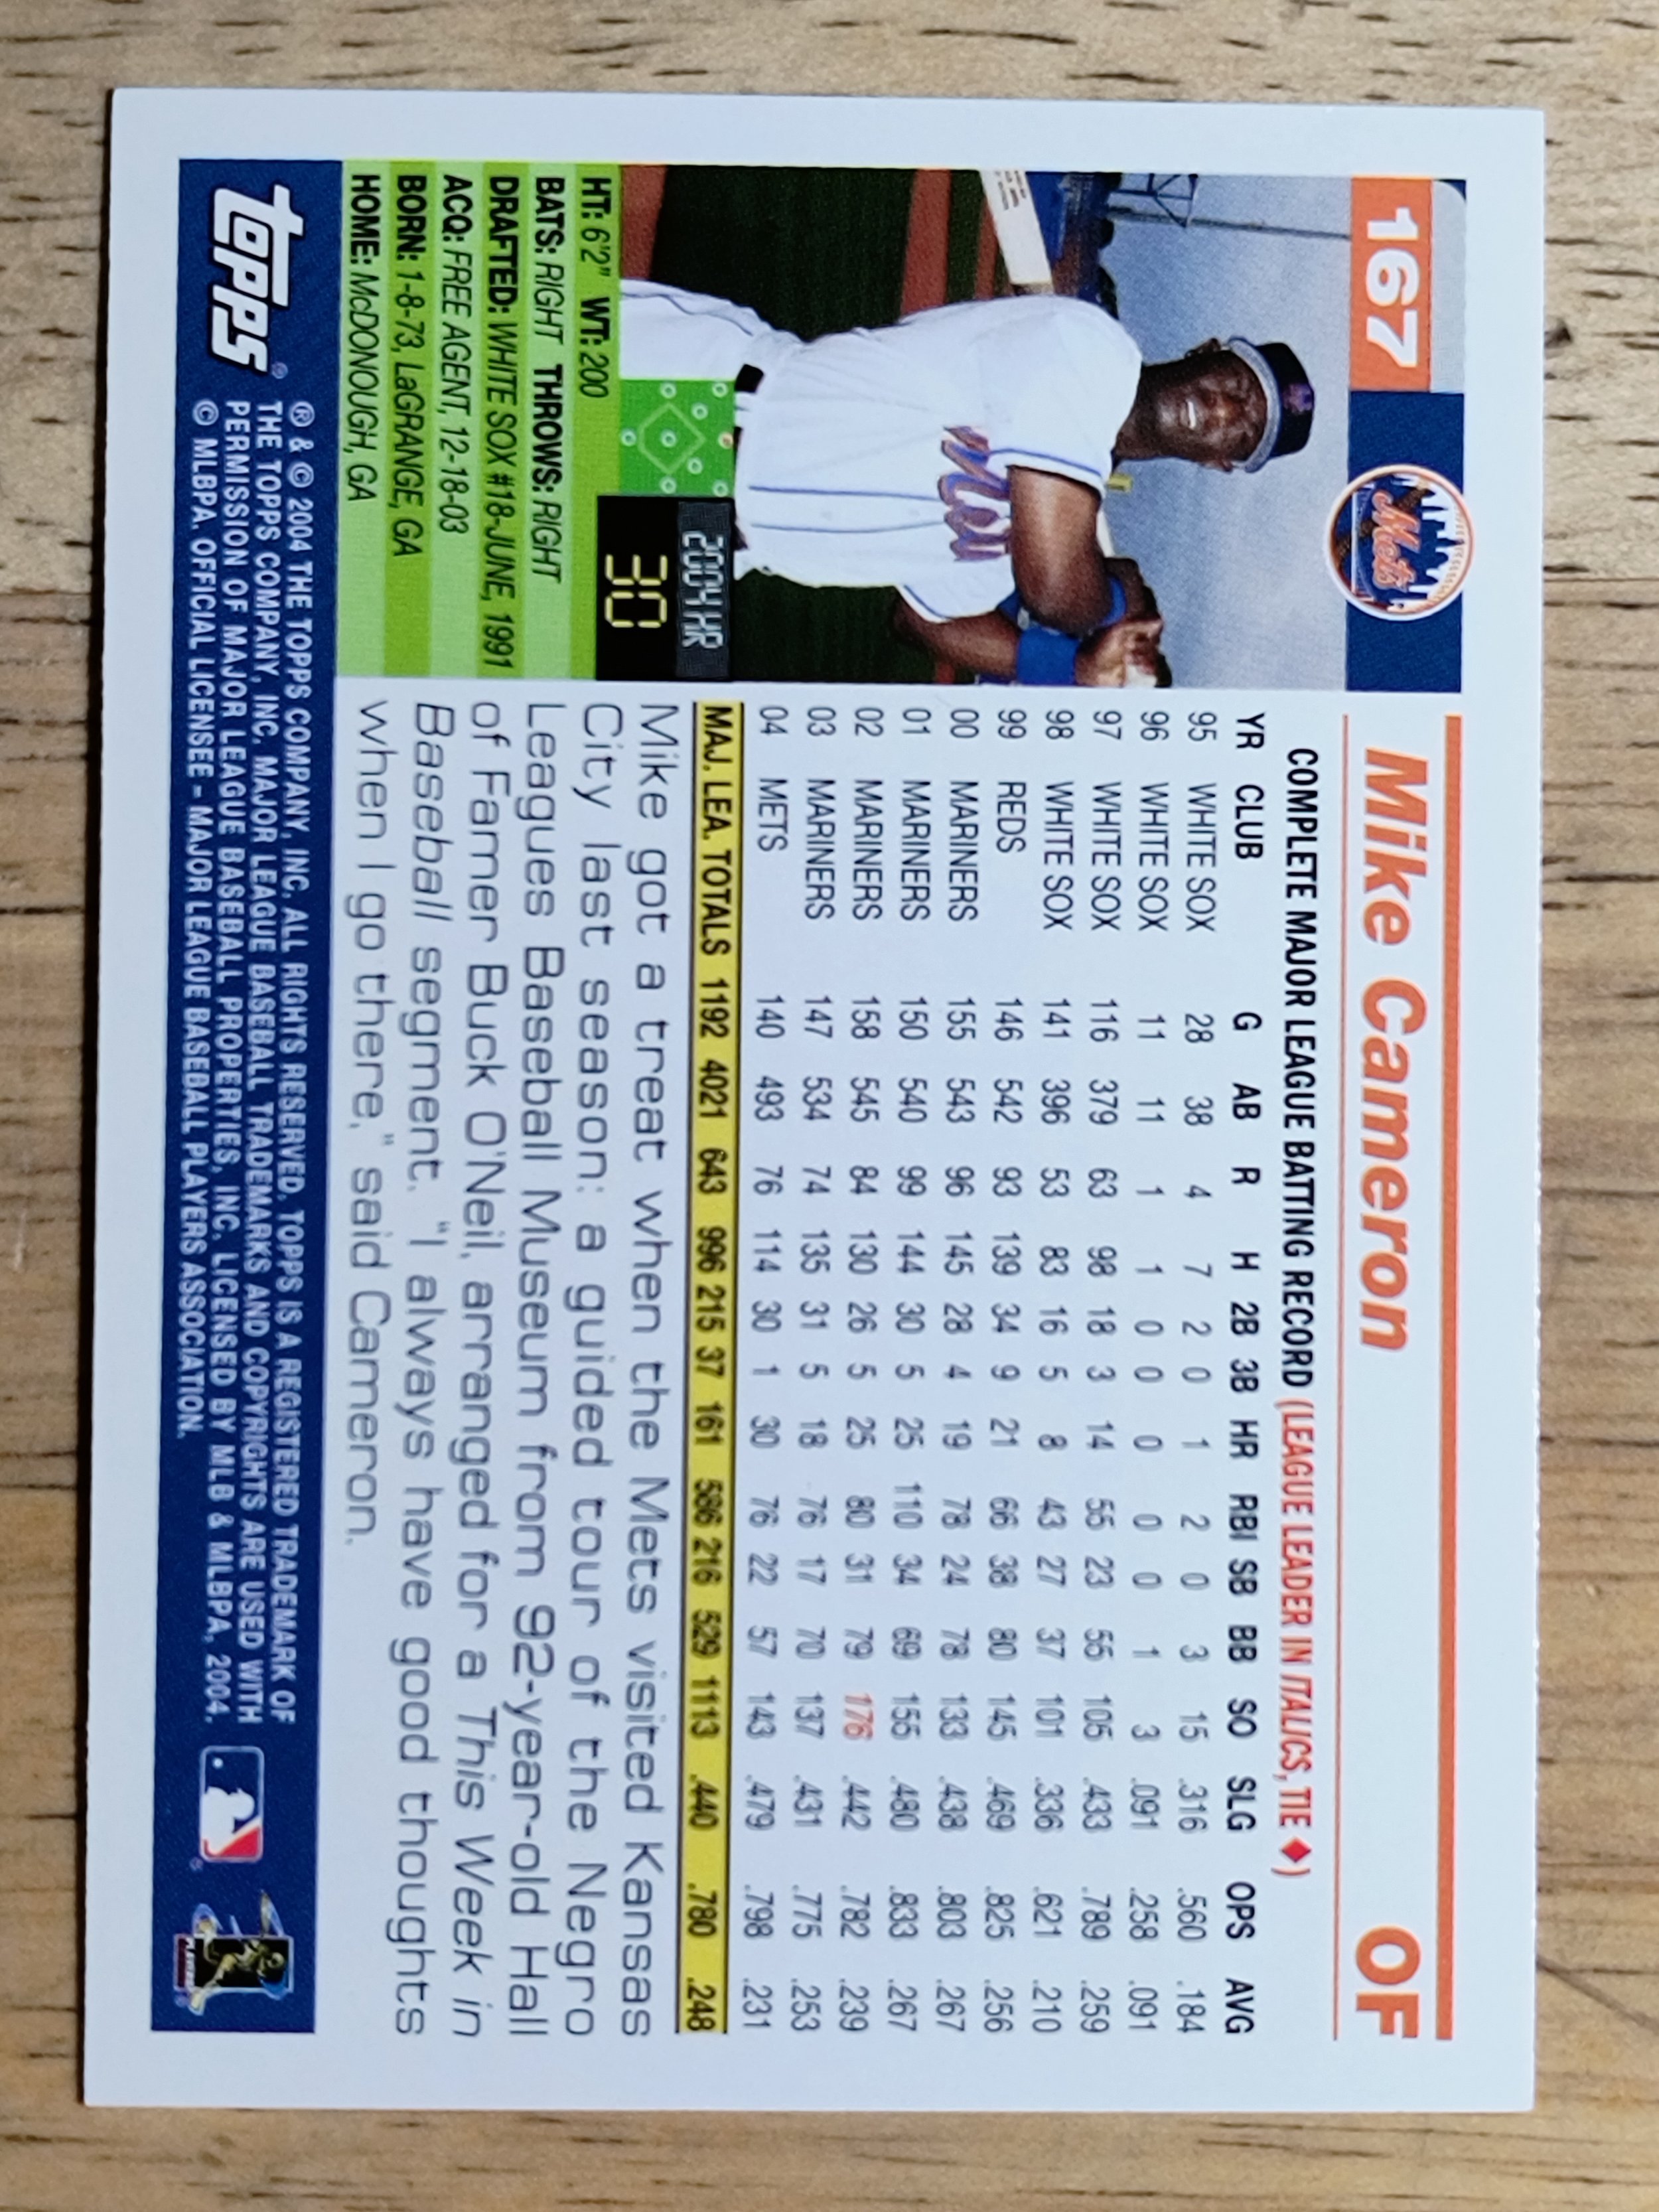 167
Mets
Mike Cameron OF
COMPLETE MAJOR LEAGUE BATTING RECORD (LEAGUE LEADER IN ITALICS, TIE ♦)
YR CLUB G AB R H 2B 3B HR RBI SB BB SO SLG OPS AVG
95 WHITE SOX 28 38 4 7 2 0 1 2 0 3 15 .316 .560 .184
96 WHITE SOX 11 11 1 1 0 0 0 0 0 1 3 .091 .258 .091
97 WHITE SOX 116 379 63 98 18 3 14 55 23 55 105 .433 .789 .259
98 WHITE SOX 141 396 53 83 16 5 8 43 27 37 101 .336 .621 .210
99 REDS 146 542 93 139 34 9 21 66 38 80 145 .469 .825 .256
00 MARINERS 155 543 96 145 28 4 19 78 24 78 133 .438 .803 .267
01 MARINERS 150 540 99 144 30 5 25 110 34 69 155 .480 .833 .267
02 MARINERS 158 545 84 130 26 5 25 80 31 79 176 .442 .782 .239
03 MARINERS 147 534 74 135 31 5 18 76 17 70 137 .431 .775 .253
04 METS 140 493 76 114 30 1 30 76 22 57 143 .479 .798 .231
MAJ. LEA. TOTALS 1192 4021 643 996 215 37 161 586 216 529 1113 .440 .780 .248
Mets
2004 HR
30
HT: 6'2" WT: 200
BATS: RIGHT THROWS: RIGHT
DRAFTED: WHITE SOX #18-JUNE, 1991
ACQ: FREE AGENT, 12-18-03
BORN: 1-8-73, LaGRANGE, GA
HOME: McDONOUGH, GA
Mike got a treat when the Mets visited Kansas
City last season: a guided tour of the Negro
Leagues Baseball Museum from 92-year-old Hall
of Famer Buck O'Neil, arranged for a This Week in
Baseball segment. "I always have good thoughts
when I go there," said Cameron.
Topps®
® & © 2004 THE TOPPS COMPANY, INC. ALL RIGHTS RESERVED. TOPPS IS A REGISTERED TRADEMARK OF
THE TOPPS COMPANY, INC. MAJOR LEAGUE BASEBALL TRADEMARKS AND COPYRIGHTS ARE USED WITH
PERMISSION OF MAJOR LEAGUE BASEBALL PROPERTIES, INC. LICENSED BY MLB & MLBPA, 2004.
© MLBPA. OFFICIAL LICENSEE - MAJOR LEAGUE BASEBALL PLAYERS ASSOCIATION.